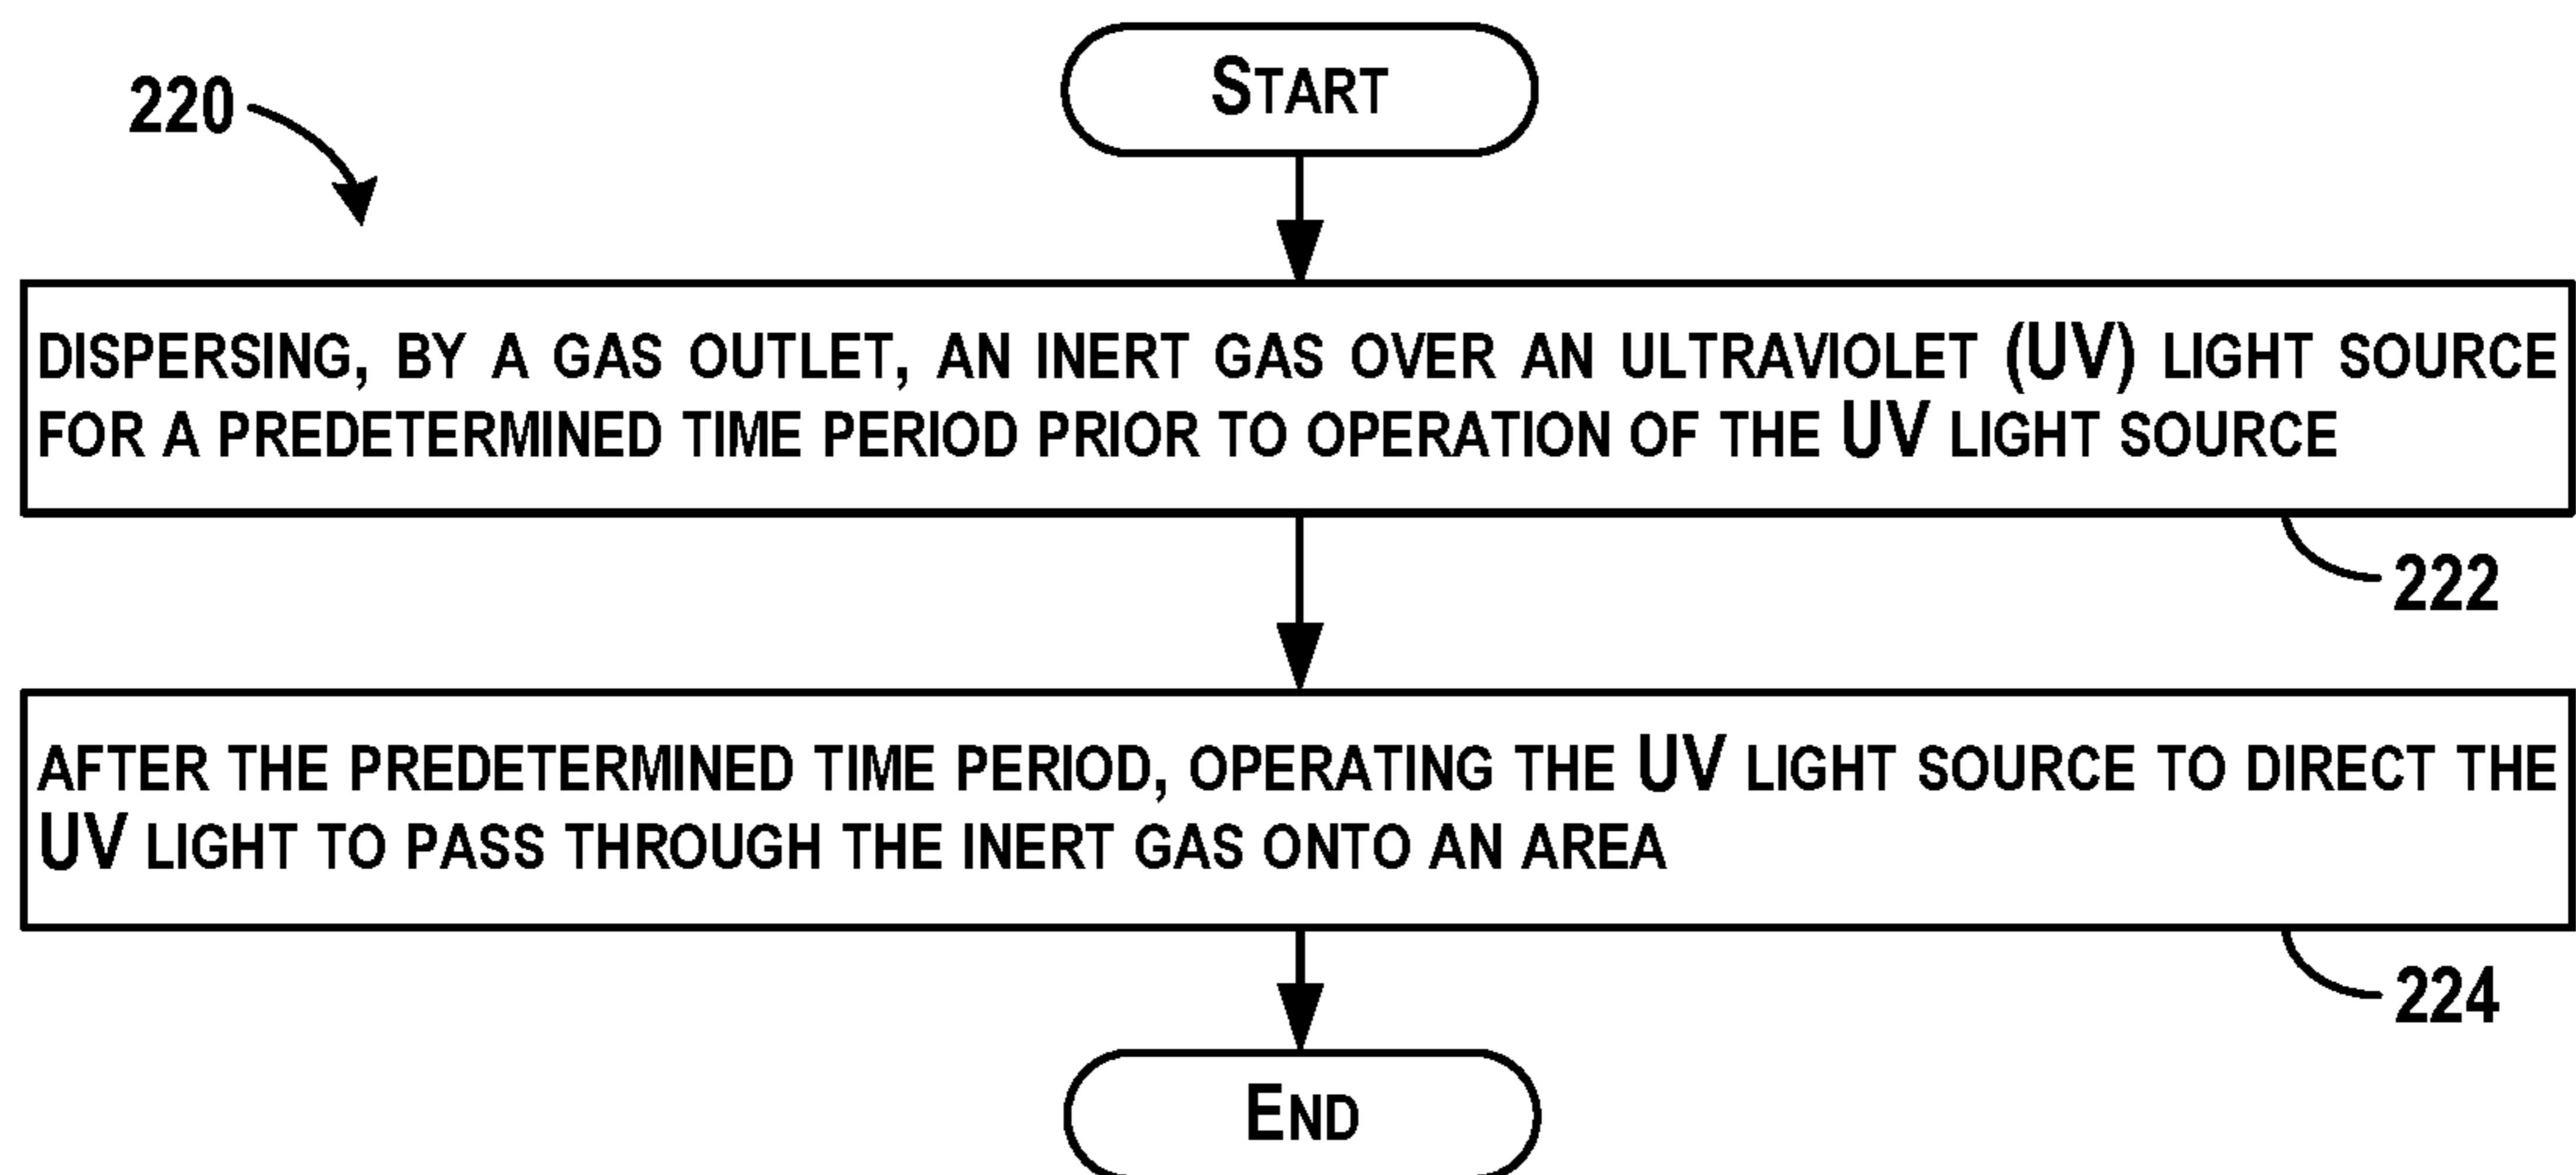 START
220
DISPERSING, BY A GAS OUTLET, AN INERT GAS OVER AN ULTRAVIOLET (UV) LIGHT SOURCE
FOR A PREDETERMINED TIME PERIOD PRIOR TO OPERATION OF THE UV LIGHT SOURCE
222
AFTER THE PREDETERMINED TIME PERIOD, OPERATING THE UV LIGHT SOURCE TO DIRECT THE
UV LIGHT TO PASS THROUGH THE INERT GAS ONTO AN AREA
224
END